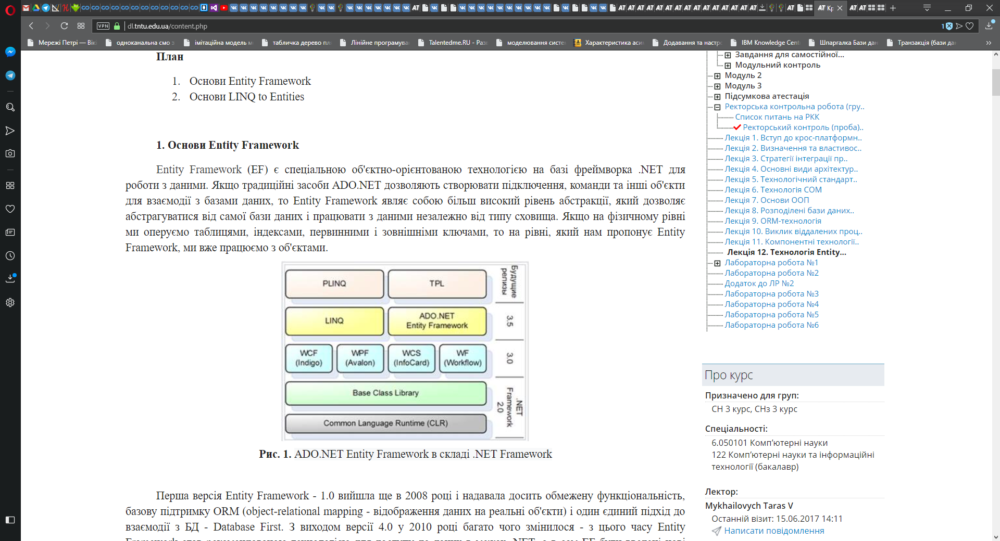 Кр
dl.tntu.edu.ua/content.php
VPN
1
Мережі Петрі — Вікі
одноканальна смо з
імітаційна модель м
табличка дерево пл
Лінійне програмува
Talentedme.RU - Раз
моделювання систе
Характеристика аси
Додавання та настро
IBM Knowledge Cent
Шпаргалка Бази дан
Транзакція (бази да
План
1. Основи Entity Framework
2. Основи LINQ to Entities
1. Основи Entity Framework
Entity Framework (EF) є спеціальною об'єктно-орієнтованою технологією на базі фреймворка .NET для
роботи з даними. Якщо традиційні засоби ADO.NET дозволяють створювати підключення, команди та інші об'єкти
для взаємодії з базами даних, то Entity Framework являє собою більш високий рівень абстракції, який дозволяє
абстрагуватися від самої бази даних і працювати з даними незалежно від типу сховища. Якщо на фізичному рівні
ми оперуємо таблицями, індексами, первинними і зовнішніми ключами, то на рівні, який нам пропонує Entity
Framework, ми вже працюємо з об'єктами.
PLINQ
TPL
Будущие
релизы
LINQ
ADO.NET
Entity Framework
3.5
WCF
(Indigo)
WPF
(Avalon)
WCS
(InfoCard)
WF
(Workflow)
3.0
Base Class Library
Common Language Runtime (CLR)
.NET
Framework
2.0
Рис. 1. ADO.NET Entity Framework в складі .NET Framework
Перша версія Entity Framework - 1.0 вийшла ще в 2008 році і надавала досить обмежену функціональність,
базову підтримку ORM (object-relational mapping - відображення даних на реальні об'єкти) і один єдиний підхід до
взаємодії з БД - Database First. З виходом версії 4.0 у 2010 році багато чого змінилося - з цього часу Entity
Завдання для самостійної...
Модульний контроль
Модуль 2
Модуль 3
Підсумкова атестація
Ректорська контрольна робота (гру..
Список питань на РКК
Ректорський контроль (проба)..
Лекція 1. Вступ до крос-платформн..
Лекція 2. Визначення та властивос..
Лекція 3. Стратегії інтеграції пр..
Лекція 4. Основні види архітектур..
Лекція 5. Технологічний стандарт..
Лекція 6. Технологія COM
Лекція 7. Основи ООП
Лекція 8. Розподілені бази даних..
Лекція 9. ORM-технологія
Лекція 10. Виклик віддалених проц..
Лекція 11. Компонентні технології..
Лекція 12. Технологія Entity...
Лабораторна робота №1
Лабораторна робота №2
Додаток до ЛР №2
Лабораторна робота №3
Лабораторна робота №4
Лабораторна робота №5
Лабораторна робота №6
Про курс
Призначено для груп:
СН 3 курс, СНз 3 курс
Спеціальності:
6.050101 Комп’ютерні науки
122 Комп’ютерні науки та інформаційні
технології (бакалавр)
Лектор:
Mykhailovych Taras V
Останній візит: 15.06.2017 14:11
Написати повідомлення